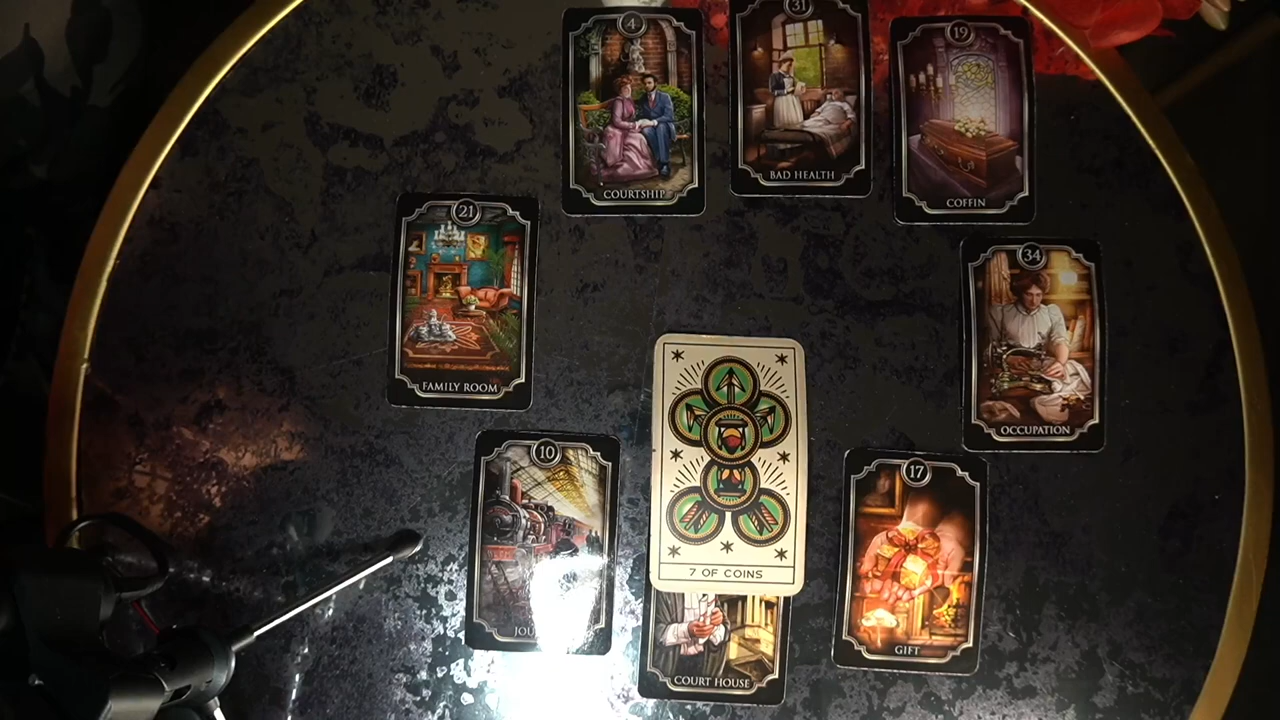 4
COURTSHIP
31
BAD HEALTH
19
COFFIN
21
FAMILY ROOM
34
OCCUPATION
10
7 OF COINS
17
GIFT
COURT HOUSE